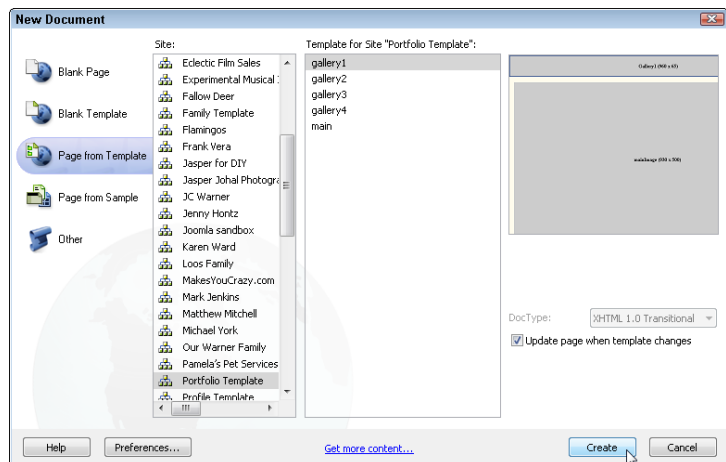 New Document
Blank Page
Blank Template
Page from Template
Page from Sample
Other
Site:
Eclectic Film Sales
Experimental Musical
Fallow Deer
Family Template
Flamingos
Frank Vera
Jasper for DIY
Jasper Johal Photogra
JC Warner
Jenny Hontz
Joomla sandbox
Karen Ward
Loos Family
MakesYouCrazy.com
Mark Jenkins
Matthew Mitchell
Michael York
Our Warner Family
Pamela's Pet Services
Portfolio Template
Profile Template
Template for Site "Portfolio Template":
gallery1
gallery2
gallery3
gallery4
main
DocType:
XHTML 1.0 Transitional
Update page when template changes
Help
Preferences...
Get more content...
Create
Cancel